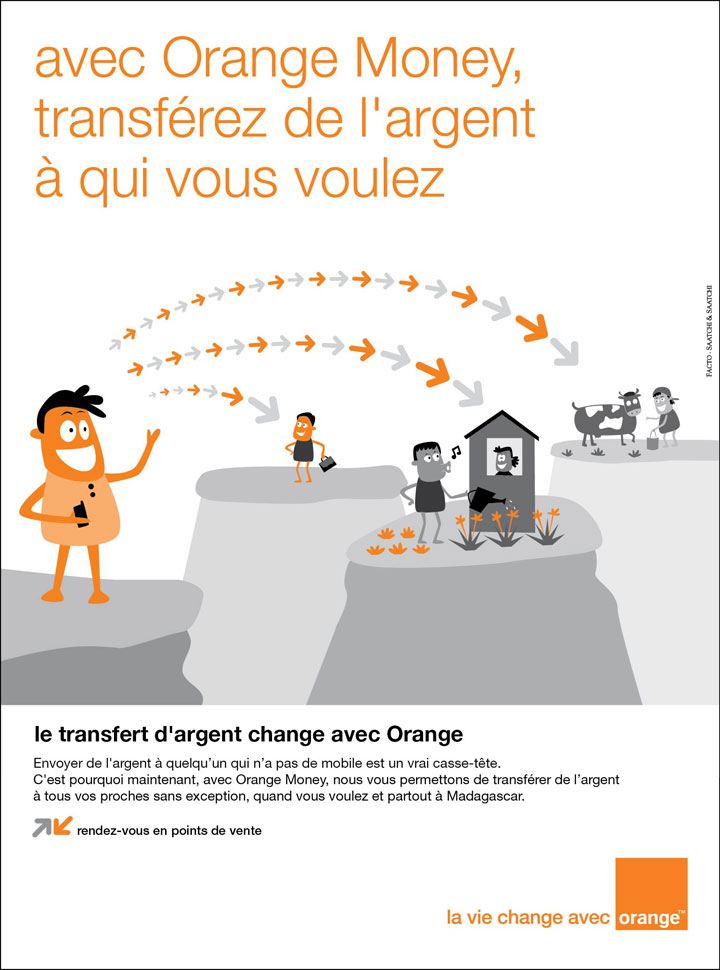 avec Orange Money,
transférez de l'argent
à qui vous voulez
FACTO - SAATCHI & SAATCHI
le transfert d'argent change avec Orange
Envoyer de l'argent à quelqu’un qui n’a pas de mobile est un vrai casse-tête.
C'est pourquoi maintenant, avec Orange Money, nous vous permettons de transférer de l’argent
à tous vos proches sans exception, quand vous voulez et partout à Madagascar.
rendez-vous en points de vente
la vie change avec orange™